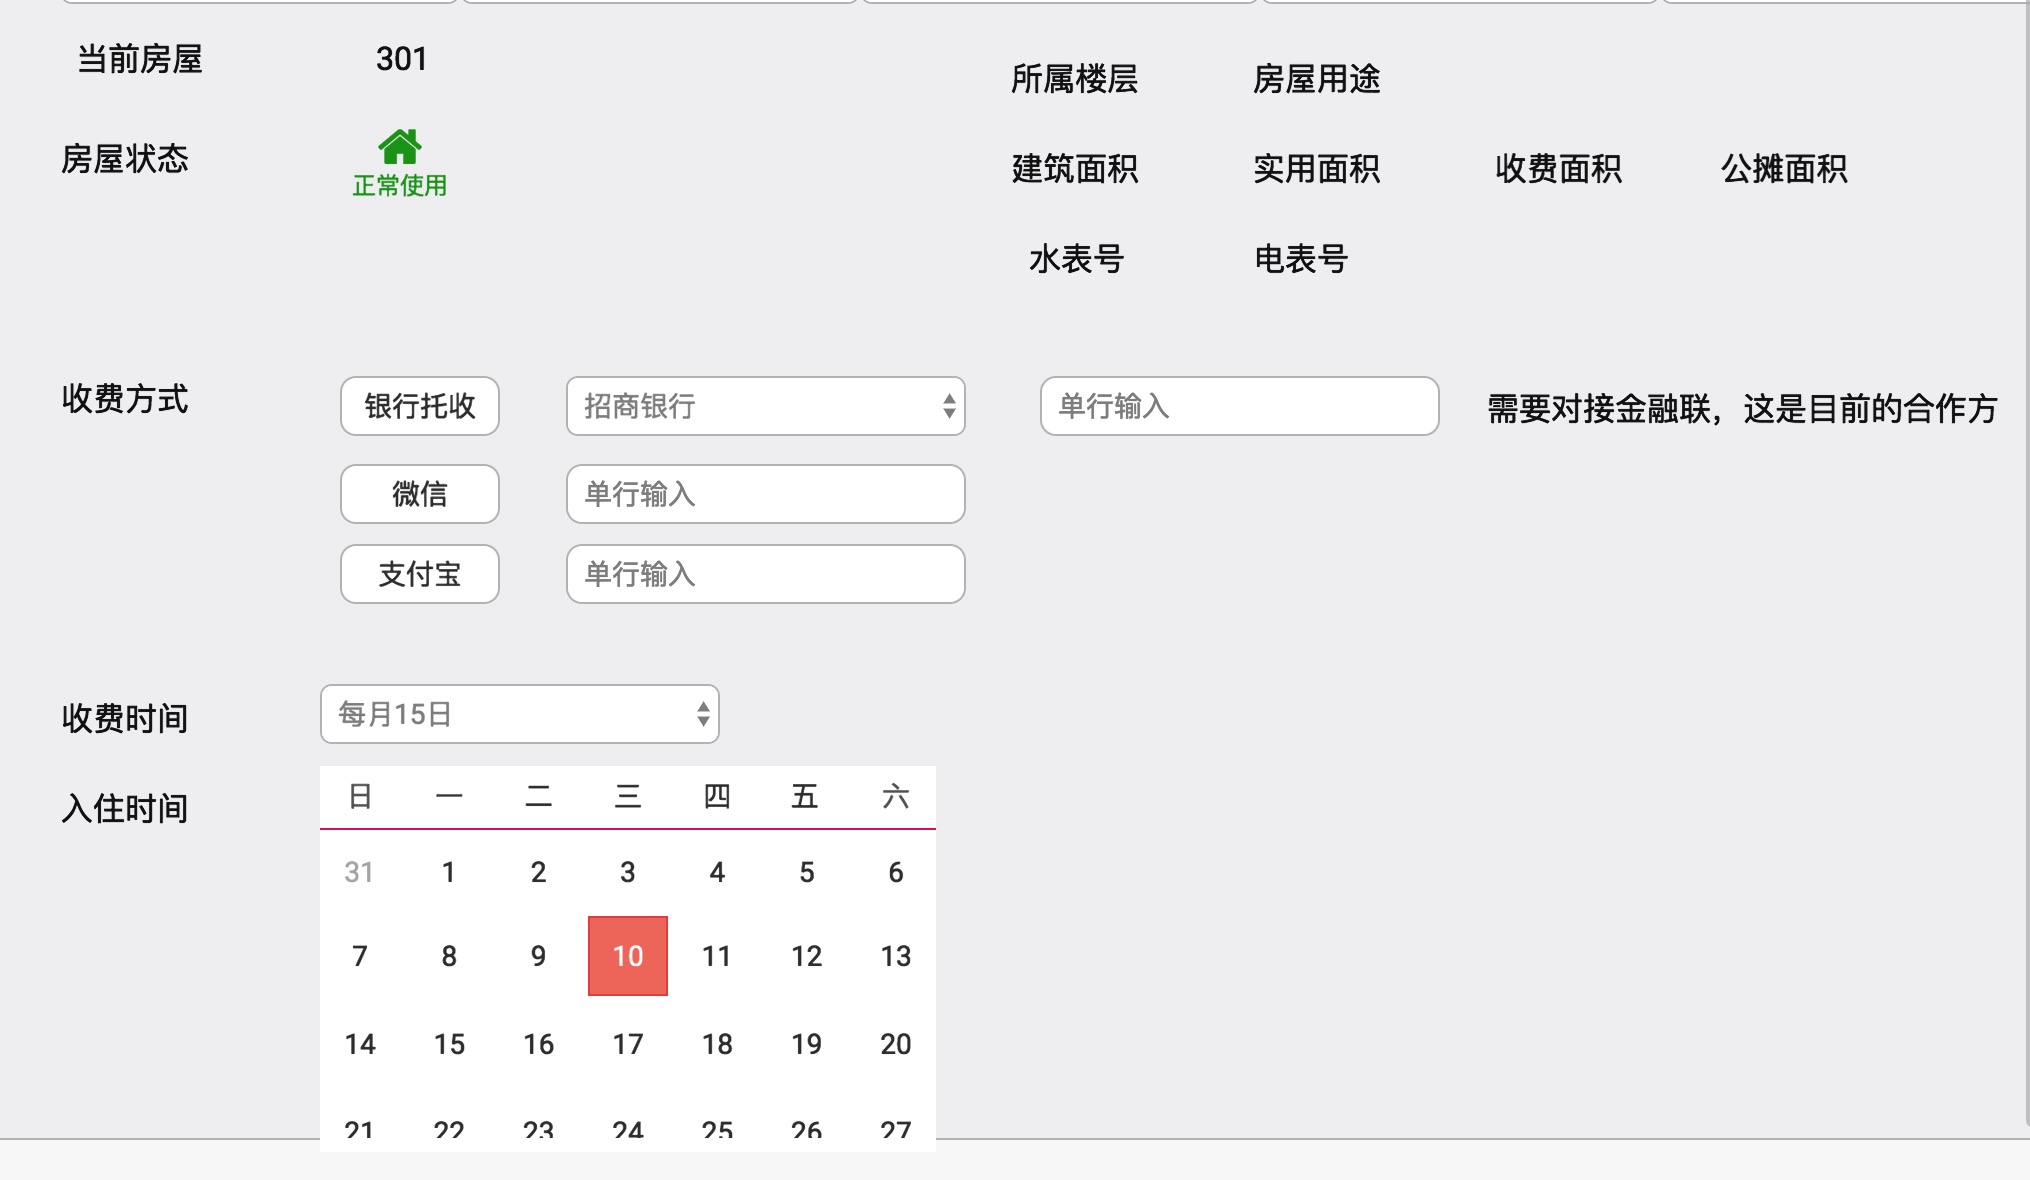 当前房屋 301
所属楼层 房屋用途
房屋状态
正常使用
建筑面积 实用面积 收费面积 公摊面积
水表号 电表号
收费方式 银行托收 招商银行 单行输入 需要对接金融联，这是目前的合作方
微信 单行输入
支付宝 单行输入
收费时间 每月15日
入住时间
日 一 二 三 四 五 六
31 1 2 3 4 5 6
7 8 9 10 11 12 13
14 15 16 17 18 19 20
21 22 23 24 25 26 27